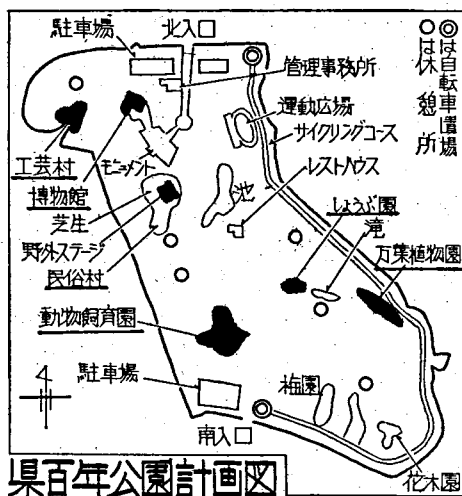 ◎は自転車置場
○は休憩所
駐車場
北入口
管理事務所
運動広場
サイクリングコース
工芸村
モニュメント
博物館
レストハウス
池
芝生
野外ステージ
しょうぶ園
滝
民俗村
万葉植物園
動物飼育園
駐車場
梅園
南入口
花木園
県百年公園計画図